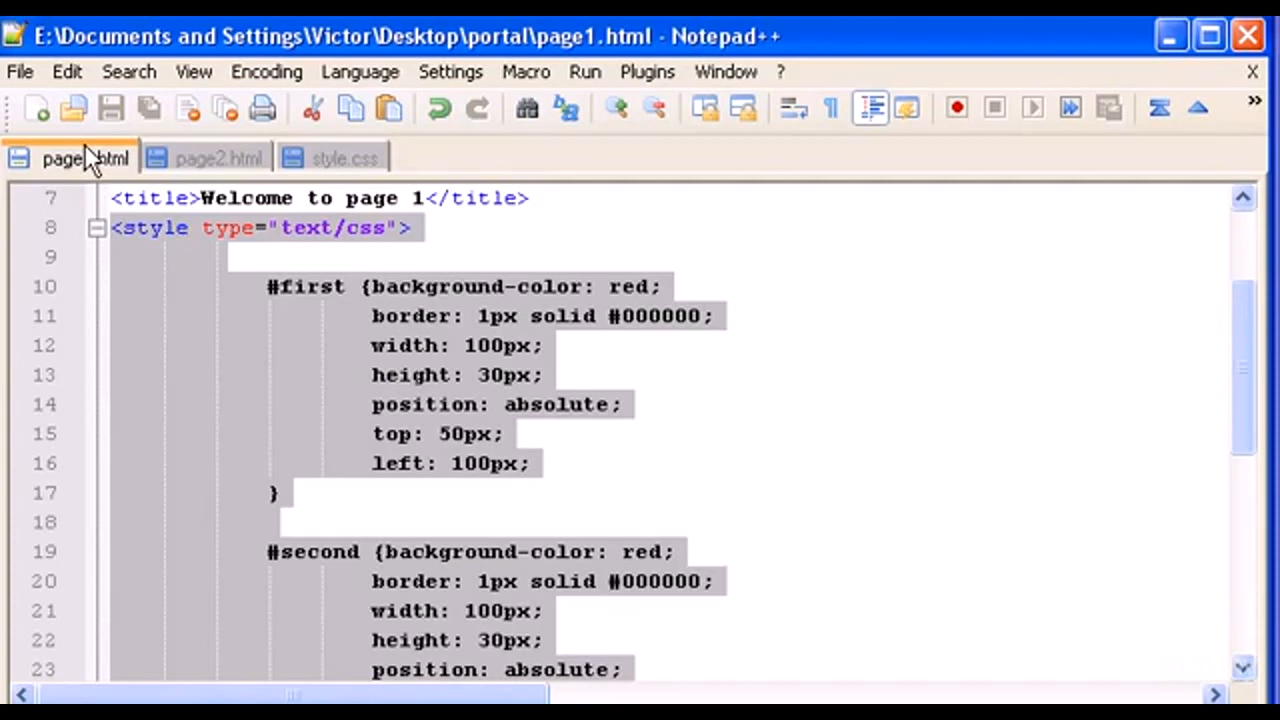 E:\Documents and Settings\Victor\Desktop\portal\page1.html - Notepad++
File Edit Search View Encoding Language Settings Macro Run Plugins Window ? X
page html page2.html style.css
7 <title>Welcome to page 1</title>
8 <style type="text/css">
9
10 #first {background-color: red;
11 border: 1px solid #000000;
12 width: 100px;
13 height: 30px;
14 position: absolute;
15 top: 50px;
16 left: 100px;
17 }
18
19 #second {background-color: red;
20 border: 1px solid #000000;
21 width: 100px;
22 height: 30px;
23 position: absolute;